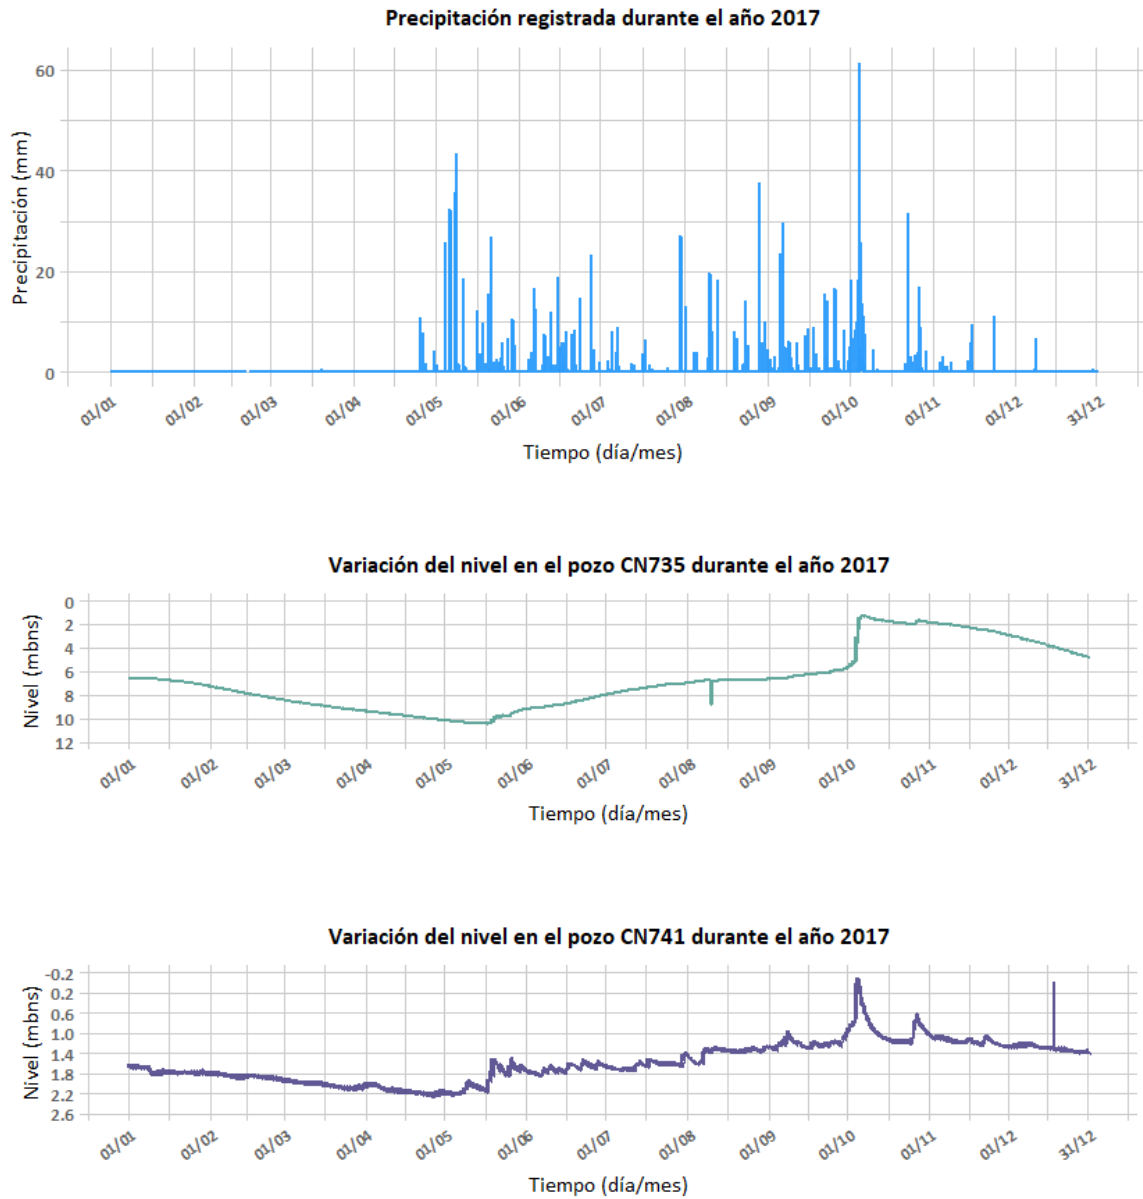 Precipitación registrada durante el año 2017
60
40
20
0
Precipitación (mm)
01/01 01/02 01/03 01/04 01/05 01/06 01/07 01/08 01/09 01/10 01/11 01/12 31/12
Tiempo (día/mes)
Variación del nivel en el pozo CN735 durante el año 2017
0
2
4
6
8
10
12
Nivel (mbns)
01/01 01/02 01/03 01/04 01/05 01/06 01/07 01/08 01/09 01/10 01/11 01/12 31/12
Tiempo (día/mes)
Variación del nivel en el pozo CN741 durante el año 2017
-0.2
0.2
0.6
1.0
1.4
1.8
2.2
2.6
Nivel (mbns)
01/01 01/02 01/03 01/04 01/05 01/06 01/07 01/08 01/09 01/10 01/11 01/12 31/12
Tiempo (día/mes)